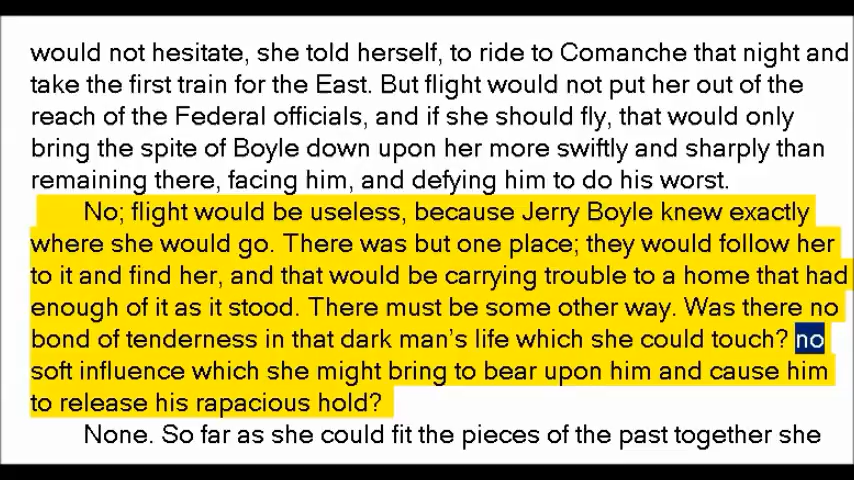 would not hesitate, she told herself, to ride to Comanche that night and
take the first train for the East. But flight would not put her out of the
reach of the Federal officials, and if she should fly, that would only
bring the spite of Boyle down upon her more swiftly and sharply than
remaining there, facing him, and defying him to do his worst.
No; flight would be useless, because Jerry Boyle knew exactly
where she would go. There was but one place; they would follow her
to it and find her, and that would be carrying trouble to a home that had
enough of it as it stood. There must be some other way. Was there no
bond of tenderness in that dark man’s life which she could touch? no
soft influence which she might bring to bear upon him and cause him
to release his rapacious hold?
None. So far as she could fit the pieces of the past together she